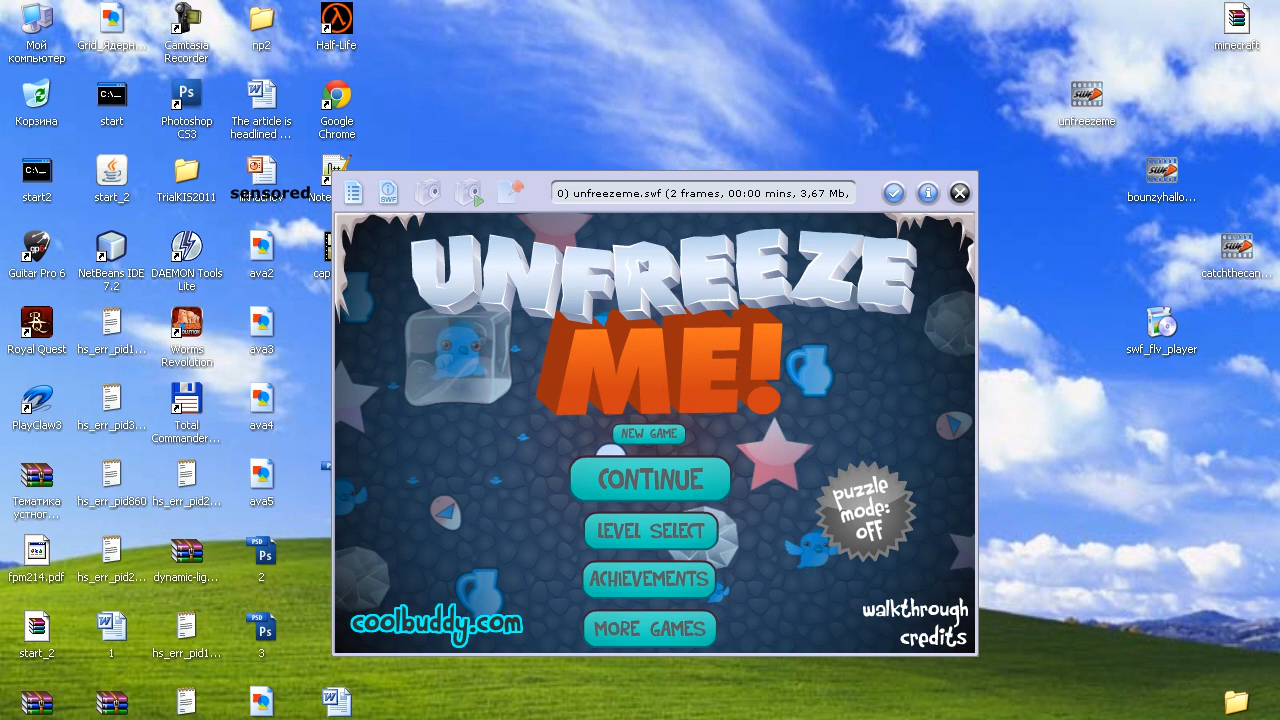 Мой
компьютер
Grid_Ядерн...
Camtasia
Recorder
np2
Half-Life
minecraft
Корзина
start
Photoshop
CS3
The article is
headlined ...
Google
Chrome
unfreezeme
start2
start_2
TrialKIS2011
sensored
bounzyhallo...
0) unfreezeme.swf (2 frames, 00:00 min:s 3,67 Mb,
Guitar Pro 6
NetBeans IDE
7.2
DAEMON Tools
Lite
ava2
catchthecan...
UNFREEZE
ME!
Royal Quest
hs_err_pid1...
Worms
Revolution
ava3
swf_flv_player
PlayClaw3
hs_err_pid3...
Total
Commander...
ava4
NEW GAME
CONTINUE
LEVEL SELECT
ACHIEVEMENTS
MORE GAMES
puzzle
mode:
off
Тематика
устног...
hs_err_pid860
hs_err_pid2...
ava5
fpm214.pdf
hs_err_pid2...
dynamic-lig...
2
coolbuddy.com
walkthrough
credits
start_2
1
hs_err_pid1...
3